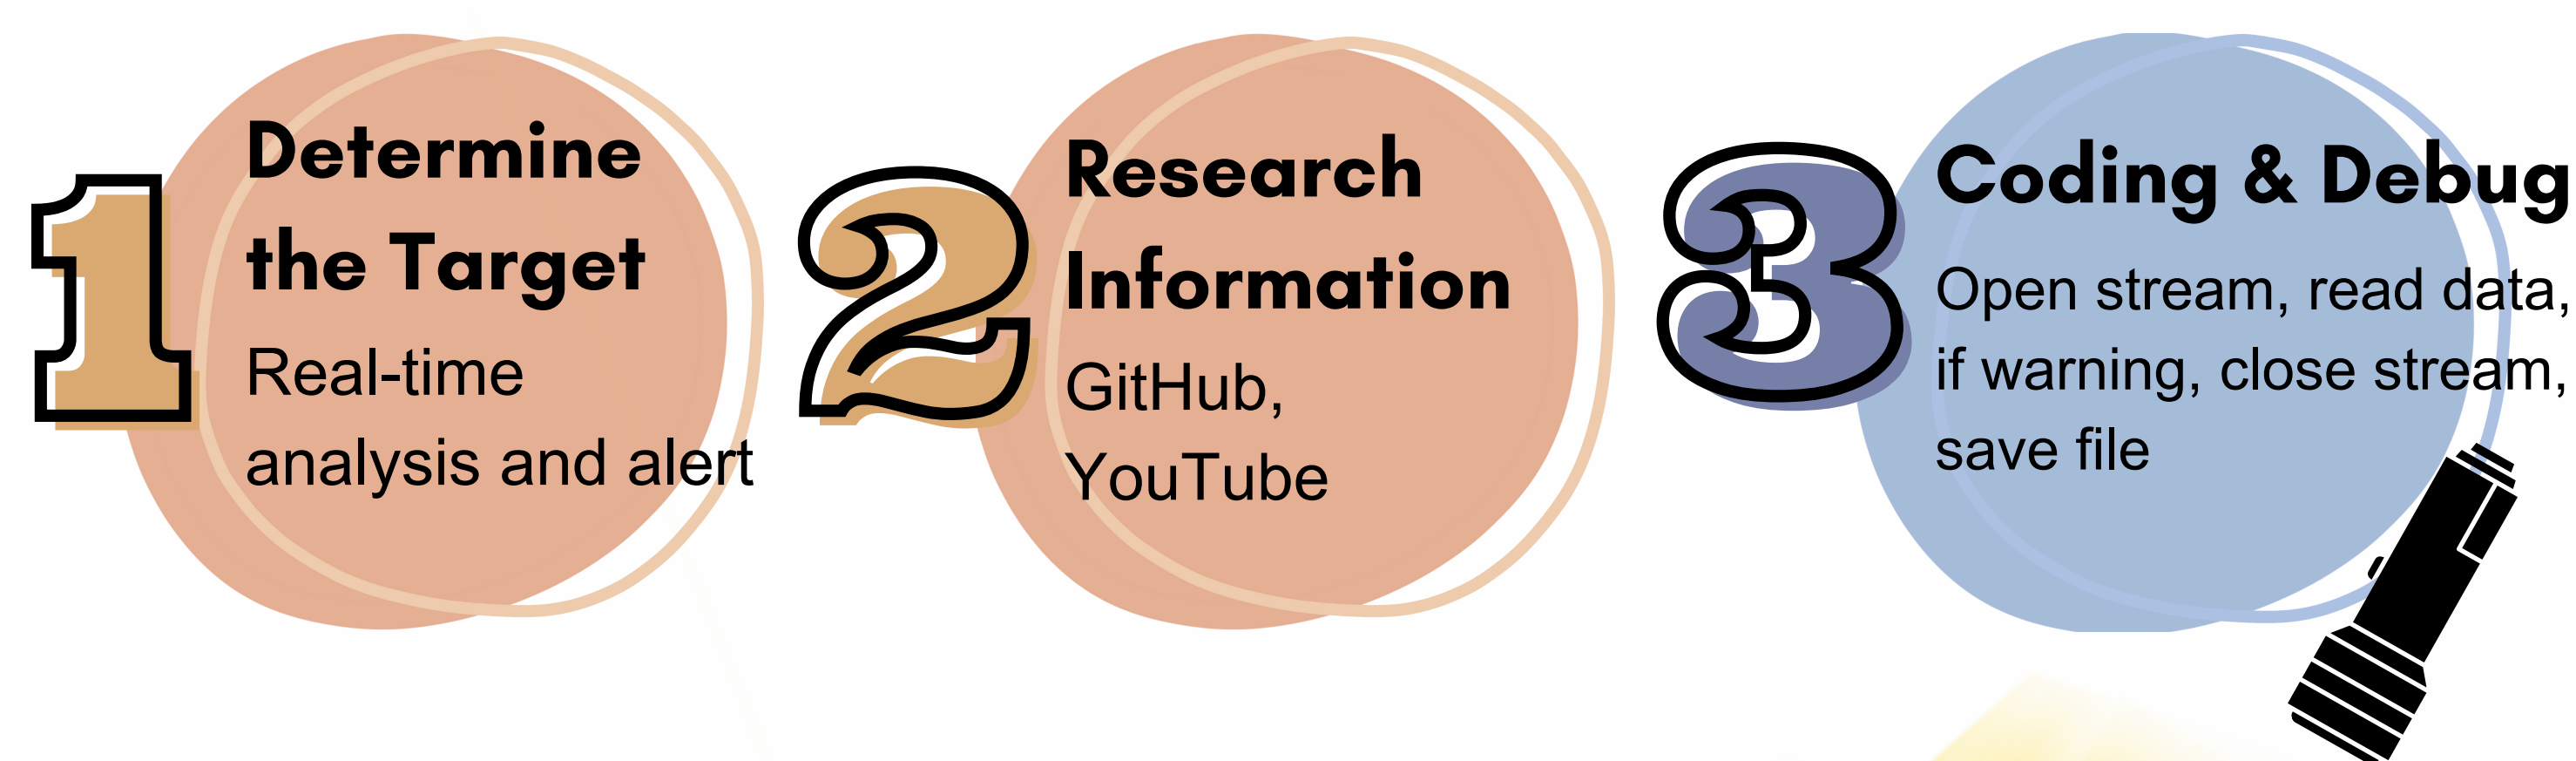 1
Determine
the Target
Real-time
analysis and alert
2
Research
Information
GitHub,
YouTube
3
Coding & Debug
Open stream, read data,
if warning, close stream,
save file